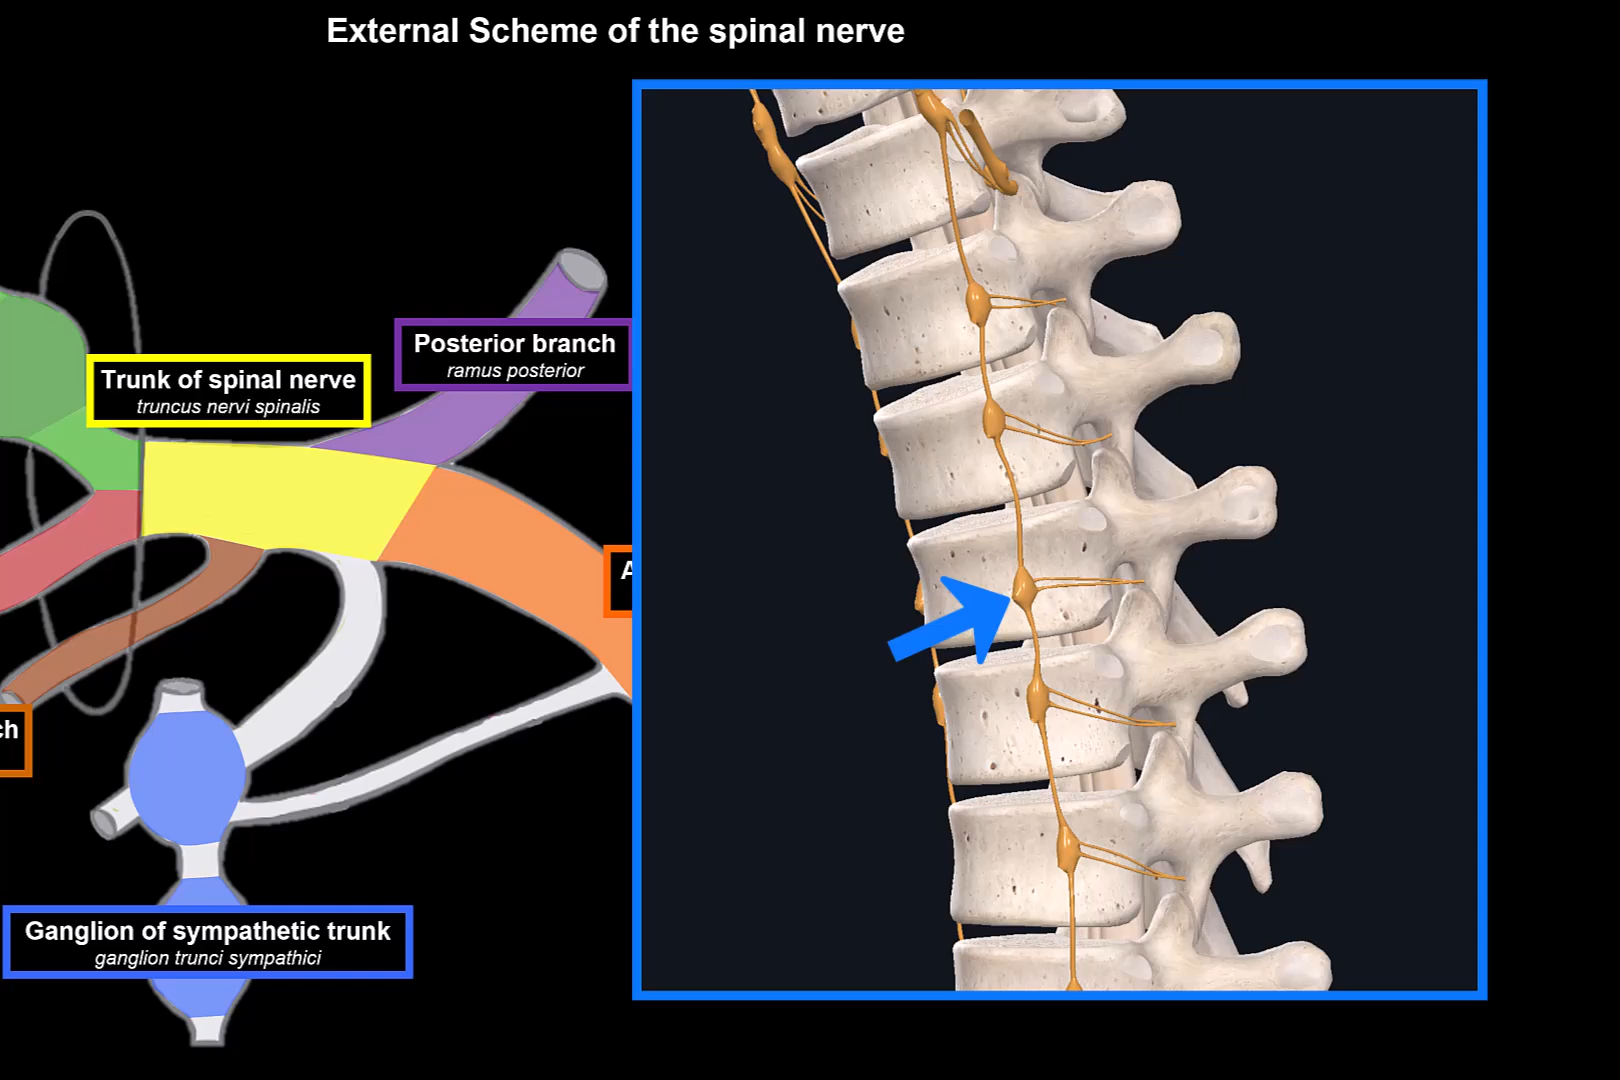 External Scheme of the spinal nerve
Posterior branch
ramus posterior
Trunk of spinal nerve
truncus nervi spinalis
Ganglion of sympathetic trunk
ganglion trunci sympathici